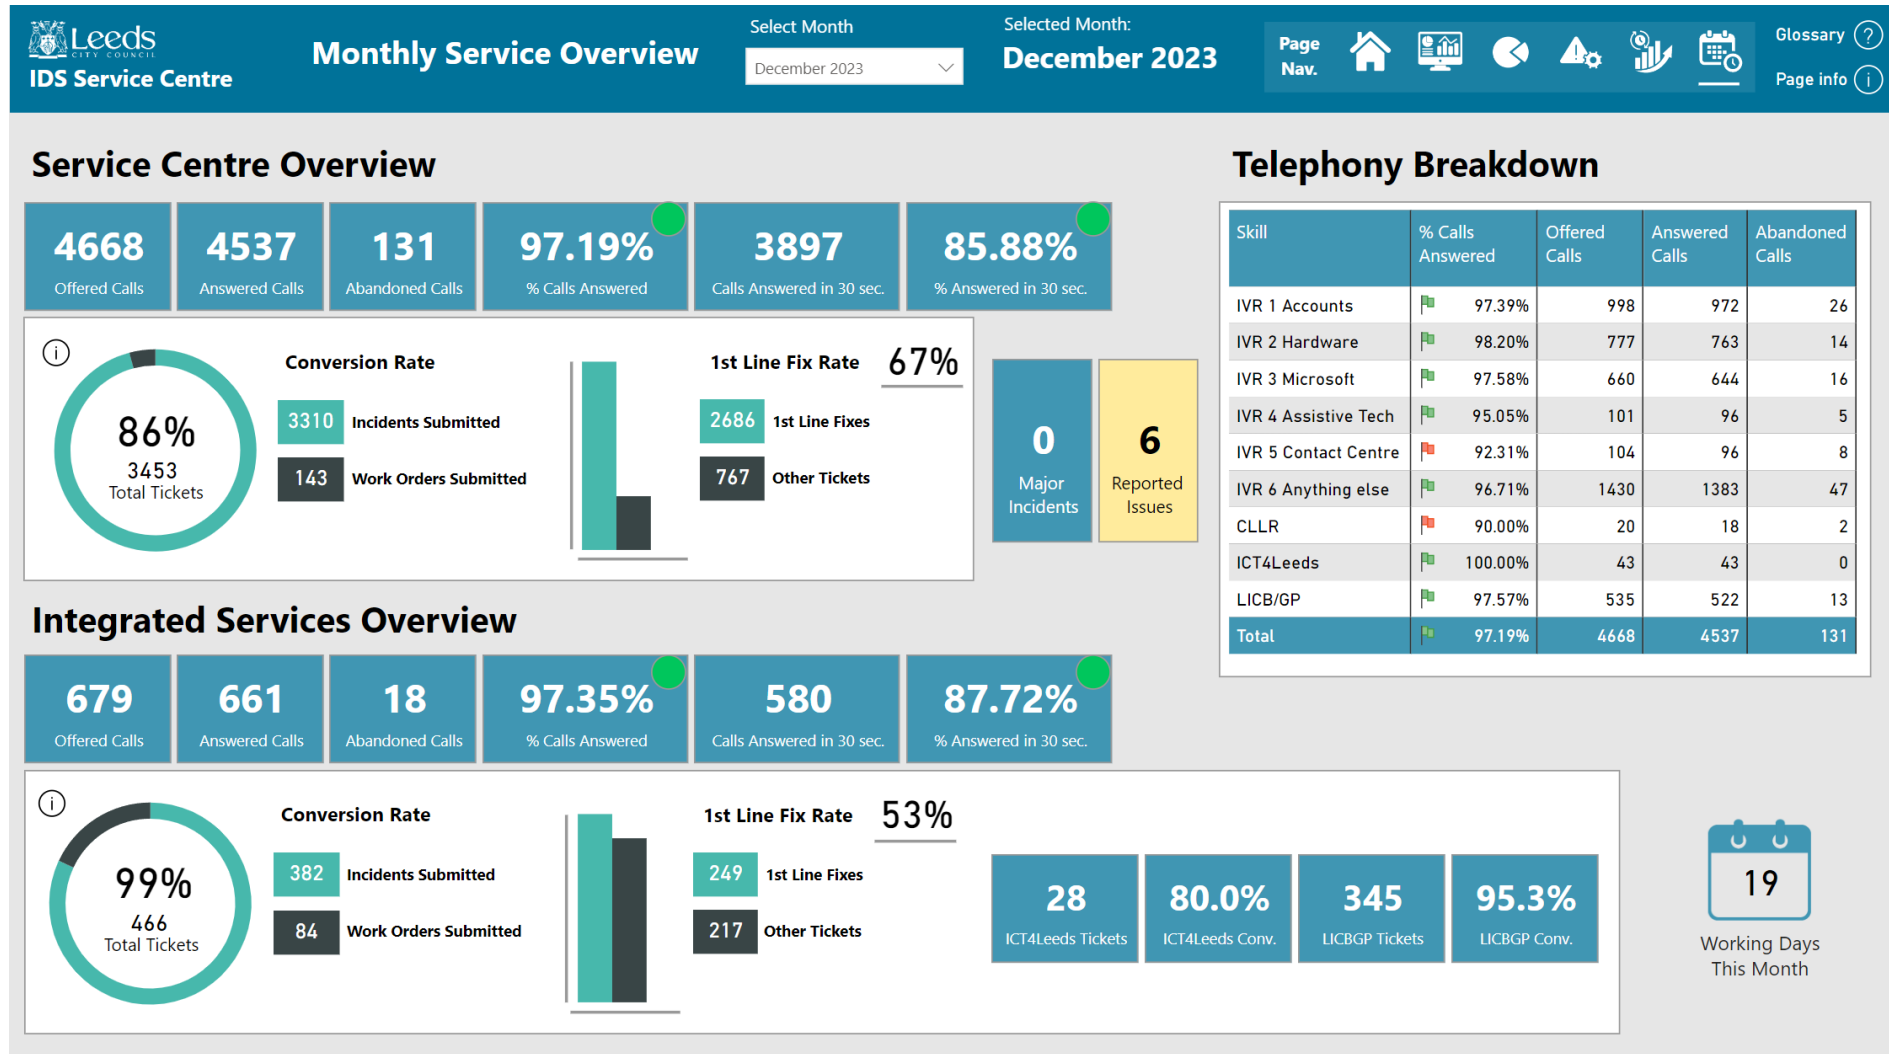 Leeds
CITY COUNCIL
IDS Service Centre
Monthly Service Overview
Select Month
December 2023
Selected Month:
December 2023
Page
Nav.
Glossary ?
Page info i
Service Centre Overview
4668
Offered Calls
4537
Answered Calls
131
Abandoned Calls
97.19%
% Calls Answered
3897
Calls Answered in 30 sec.
85.88%
% Answered in 30 sec.
i
86%
3453
Total Tickets
Conversion Rate
3310 Incidents Submitted
143 Work Orders Submitted
1st Line Fix Rate 67%
2686 1st Line Fixes
767 Other Tickets
0
Major
Incidents
6
Reported
Issues
Telephony Breakdown
Skill % Calls Answered Offered Calls Answered Calls Abandoned Calls
IVR 1 Accounts 97.39% 998 972 26
IVR 2 Hardware 98.20% 777 763 14
IVR 3 Microsoft 97.58% 660 644 16
IVR 4 Assistive Tech 95.05% 101 96 5
IVR 5 Contact Centre 92.31% 104 96 8
IVR 6 Anything else 96.71% 1430 1383 47
CLLR 90.00% 20 18 2
ICT4Leeds 100.00% 43 43 0
LICB/GP 97.57% 535 522 13
Total 97.19% 4668 4537 131
Integrated Services Overview
679
Offered Calls
661
Answered Calls
18
Abandoned Calls
97.35%
% Calls Answered
580
Calls Answered in 30 sec.
87.72%
% Answered in 30 sec.
i
99%
466
Total Tickets
Conversion Rate
382 Incidents Submitted
84 Work Orders Submitted
1st Line Fix Rate 53%
249 1st Line Fixes
217 Other Tickets
28
ICT4Leeds Tickets
80.0%
ICT4Leeds Conv.
345
LICBGP Tickets
95.3%
LICBGP Conv.
19
Working Days
This Month